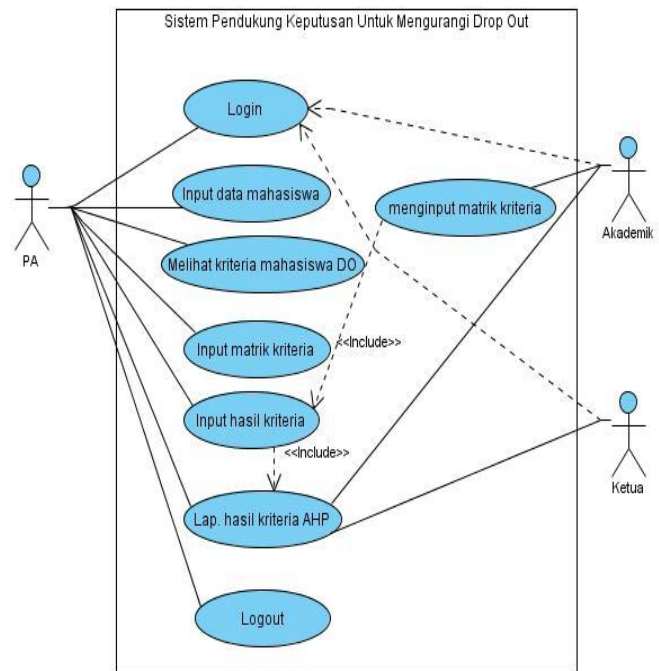 Sistem Pendukung Keputusan Untuk Mengurangi Drop Out
Login
Input data mahasiswa
menginput matrik kriteria
PA
Akademik
Melihat kriteria mahasiswa DO
Input matrik kriteria
<<Include>>
Input hasil kriteria
<<Include>>
Ketua
Lap. hasil kriteria AHP
Logout